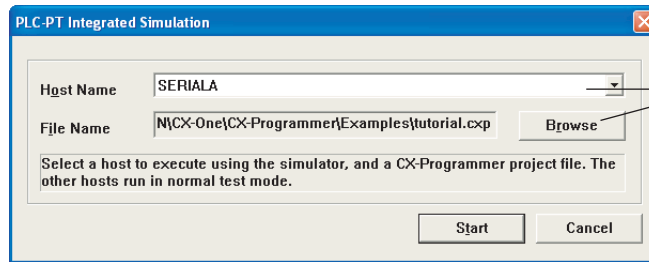 PLC-PT Integrated Simulation
Host Name SERIALA
File Name N\CX-One\CX-Programmer\Examples\tutorial.cxp Browse
Select a host to execute using the simulator, and a CX-Programmer project file. The
other hosts run in normal test mode.
Start Cancel